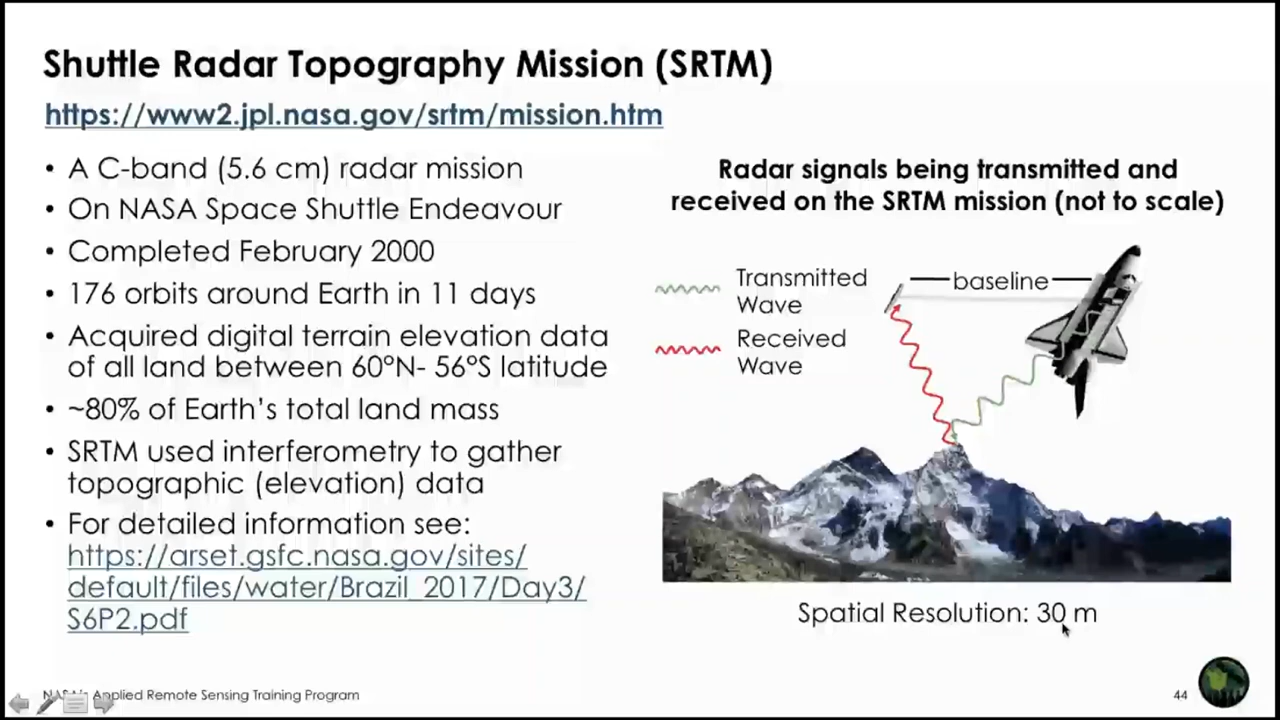 Shuttle Radar Topography Mission (SRTM)
https://www2.jpl.nasa.gov/srtm/mission.htm
• A C-band (5.6 cm) radar mission
• On NASA Space Shuttle Endeavour
• Completed February 2000
• 176 orbits around Earth in 11 days
• Acquired digital terrain elevation data
of all land between 60°N- 56°S latitude
• ~80% of Earth's total land mass
• SRTM used interferometry to gather
topographic (elevation) data
• For detailed information see:
https://arset.gsfc.nasa.gov/sites/
default/files/water/Brazil_2017/Day3/
S6P2.pdf
Radar signals being transmitted and
received on the SRTM mission (not to scale)
Transmitted
Wave
Received
Wave
baseline
Spatial Resolution: 30 m
NASA's Applied Remote Sensing Training Program
44